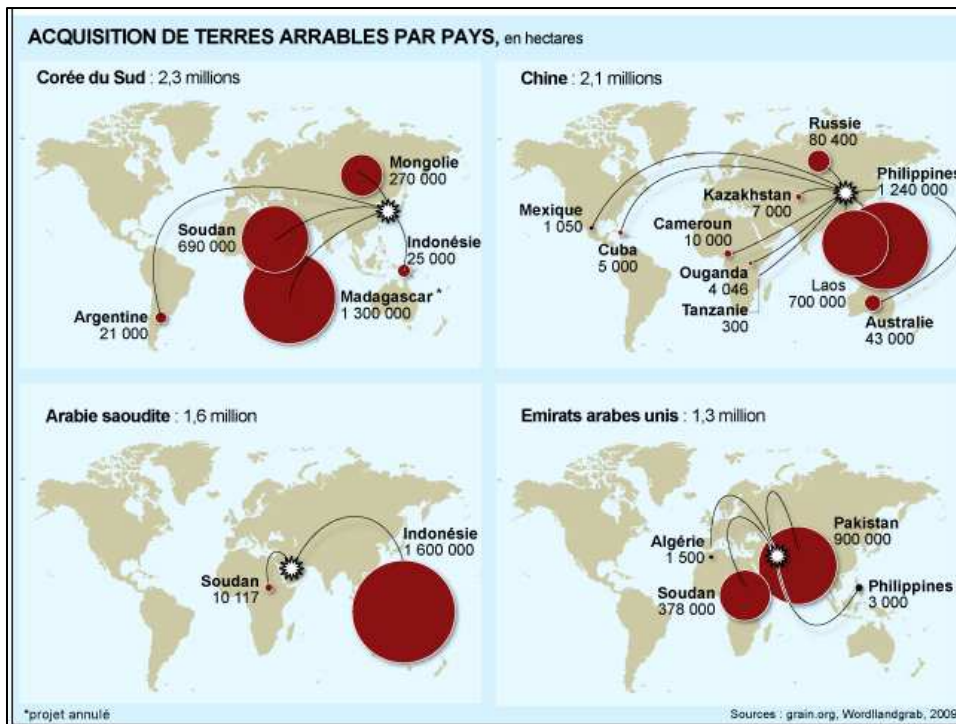 ACQUISITION DE TERRES ARRABLES PAR PAYS, en hectares
Corée du Sud : 2,3 millions
Mongolie
270 000
Soudan
690 000
Indonésie
25 000
Madagascar *
1 300 000
Argentine
21 000
Chine : 2,1 millions
Russie
80 400
Philippines
1 240 000
Kazakhstan
7 000
Mexique
1 050
Cameroun
10 000
Cuba
5 000
Ouganda
4 046
Tanzanie
300
Laos
700 000
Australie
43 000
Arabie saoudite : 1,6 million
Indonésie
1 600 000
Soudan
10 117
Emirats arabes unis : 1,3 million
Pakistan
900 000
Algérie
1 500
Soudan
378 000
Philippines
3 000
*projet annulé
Sources : grain.org, Wordllandgrab, 2009